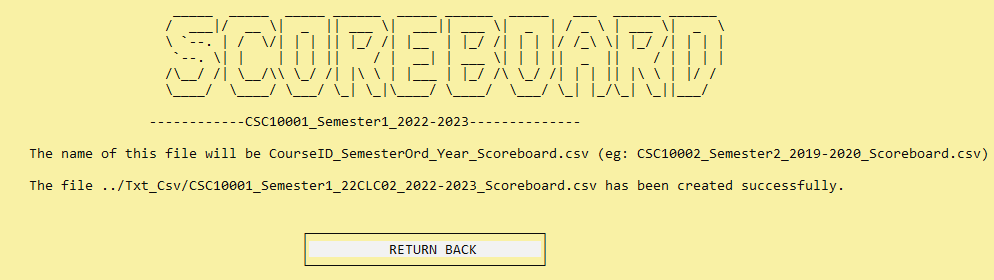 SCOREBOARD
------------CSC10001_Semester1_2022-2023--------------
The name of this file will be CourseID_SemesterOrd_Year_Scoreboard.csv (eg: CSC10002_Semester2_2019-2020_Scoreboard.csv)
The file ../Txt_Csv/CSC10001_Semester1_22CLC02_2022-2023_Scoreboard.csv has been created successfully.
RETURN BACK